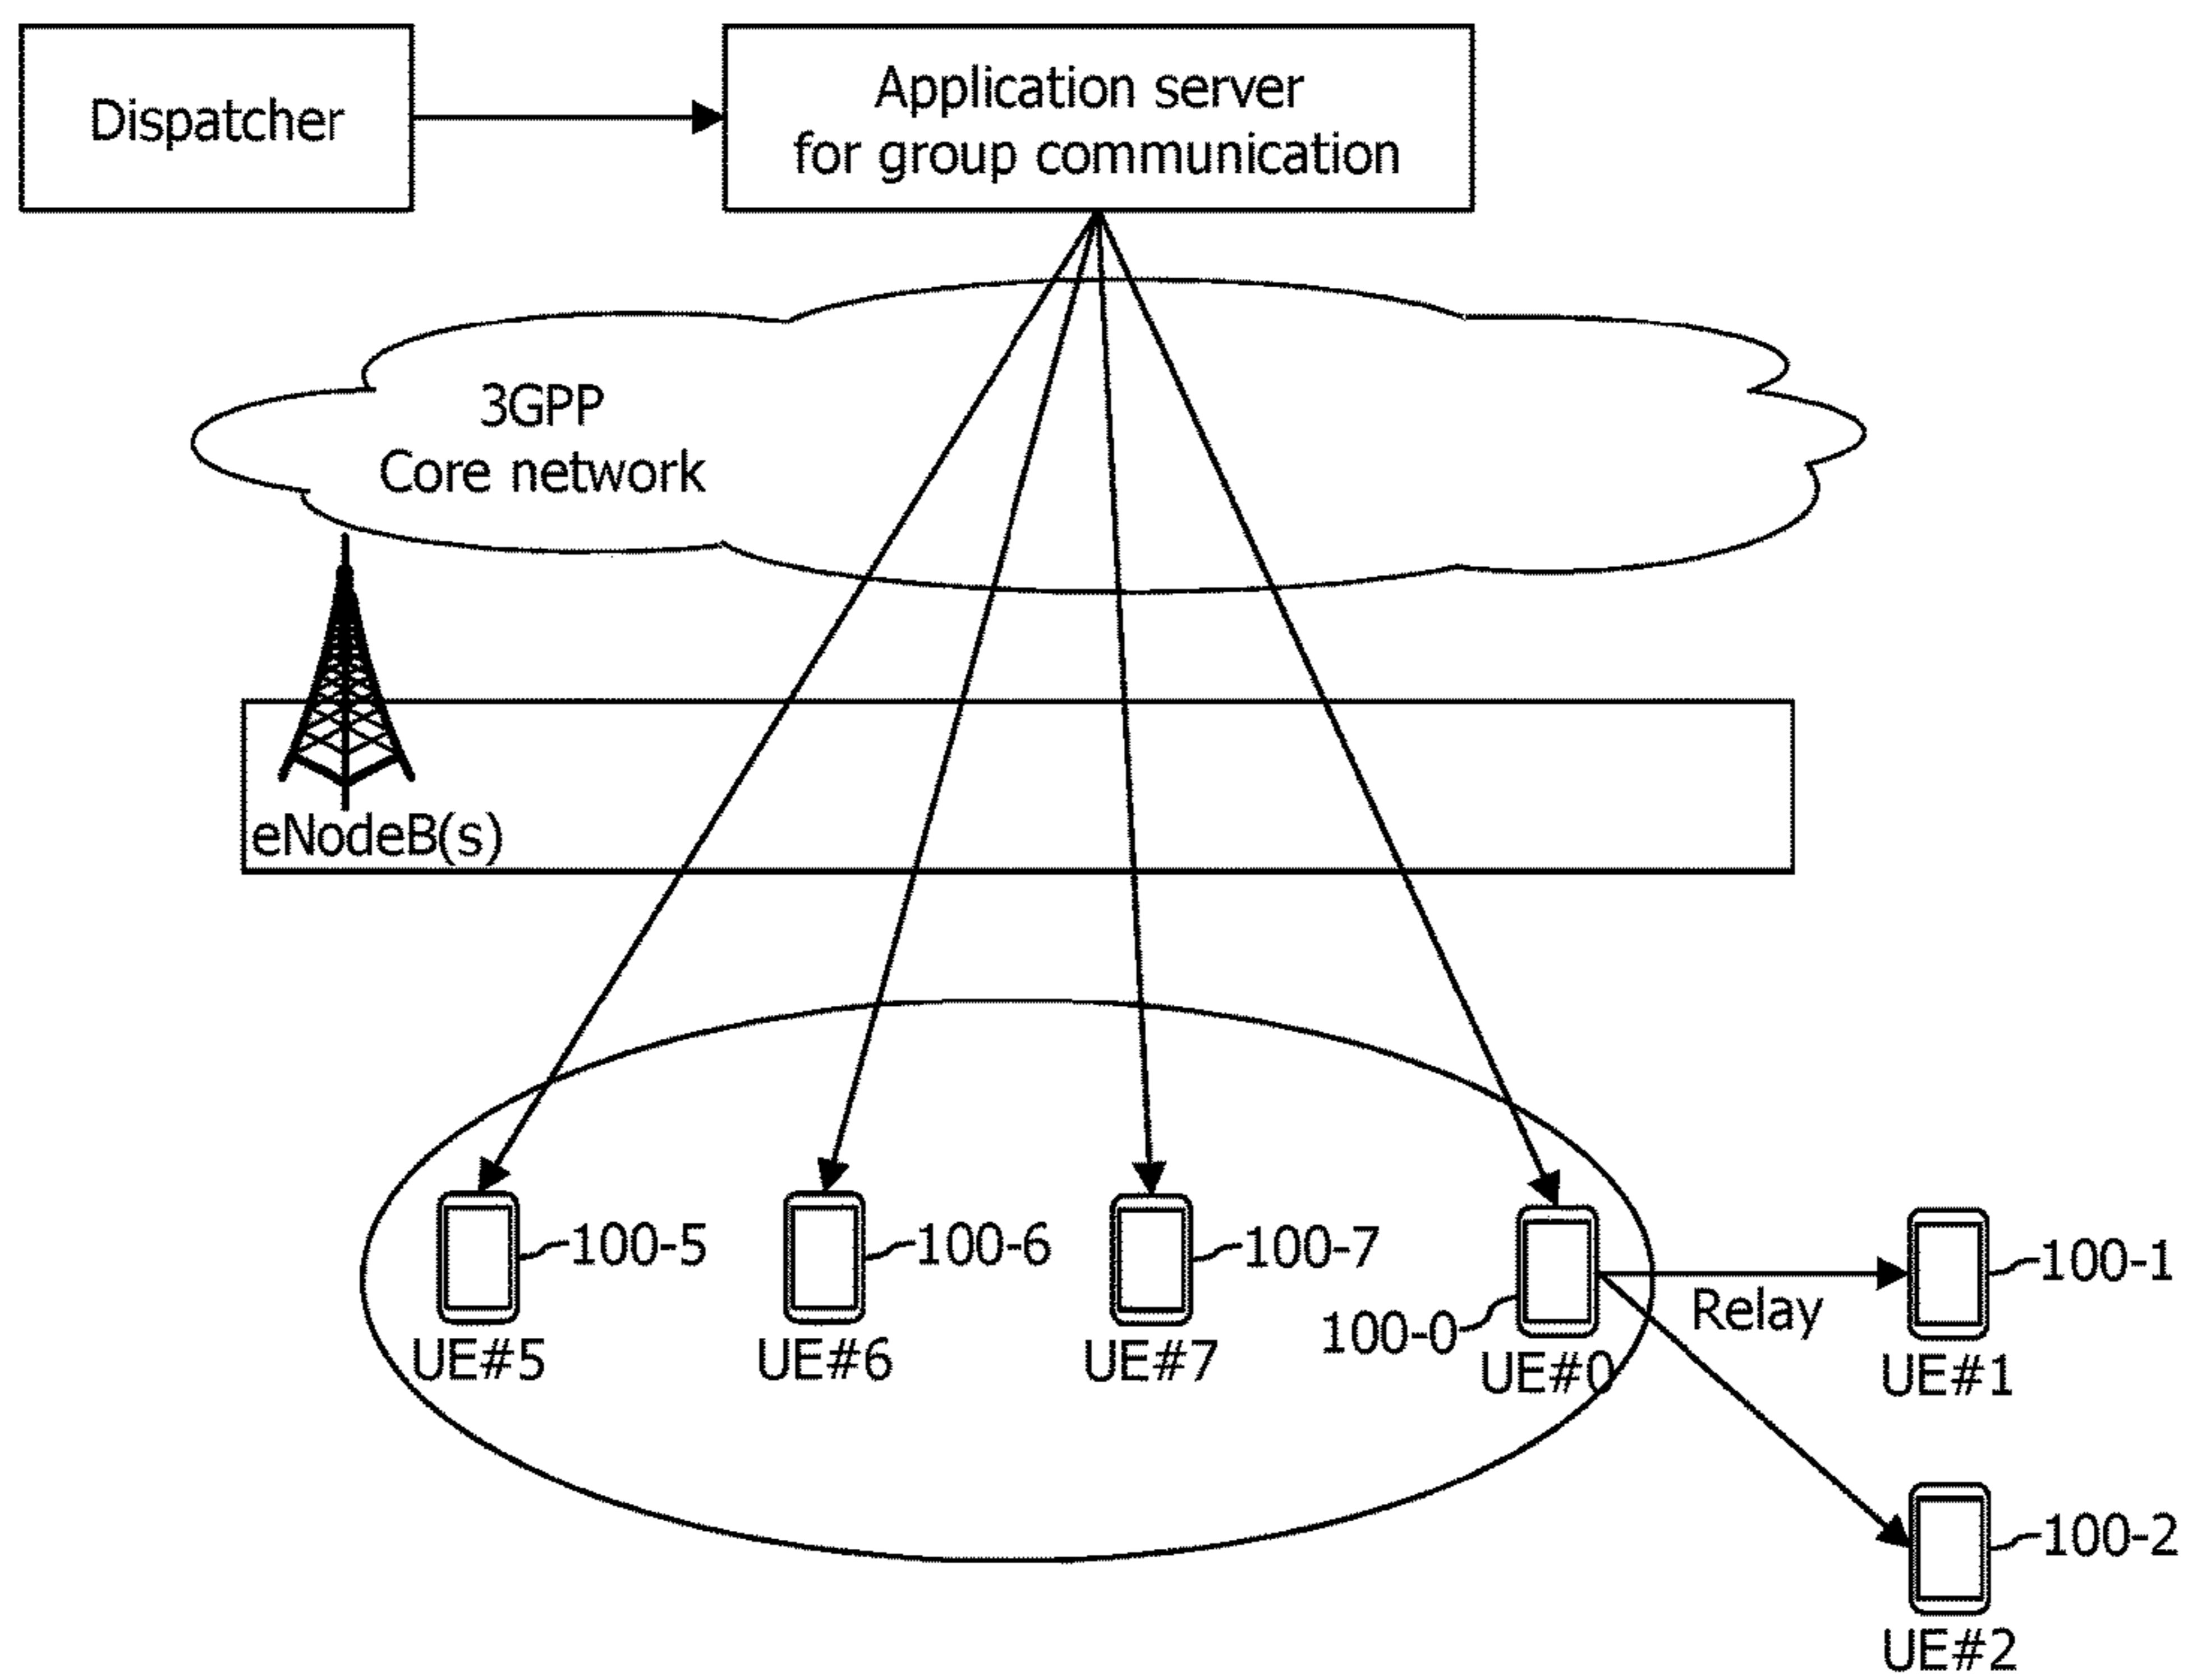 Dispatcher
Application server
for group communication
3GPP
Core network
eNodeB(s)
100-5
100-6
100-7
100-0
100-1
Relay
UE#5
UE#6
UE#7
UE#0
UE#1
100-2
UE#2